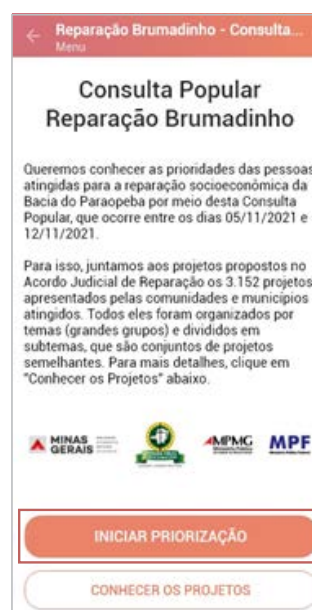 Reparação Brumadinho - Consulta...
Menu
Consulta Popular
Reparação Brumadinho
Queremos conhecer as prioridades das pessoas
atingidas para a reparação socioeconômica da
Bacia do Paraopeba por meio desta Consulta
Popular, que ocorre entre os dias 05/11/2021 e
12/11/2021.
Para isso, juntamos aos projetos propostos no
Acordo Judicial de Reparação os 3.152 projetos
apresentados pelas comunidades e municípios
atingidos. Todos eles foram organizados por
temas (grandes grupos) e divididos em
subtemas, que são conjuntos de projetos
semelhantes. Para mais detalhes, clique em
"Conhecer os Projetos" abaixo.
MINAS
GERAIS
MPMG
MPF
INICIAR PRIORIZAÇÃO
CONHECER OS PROJETOS